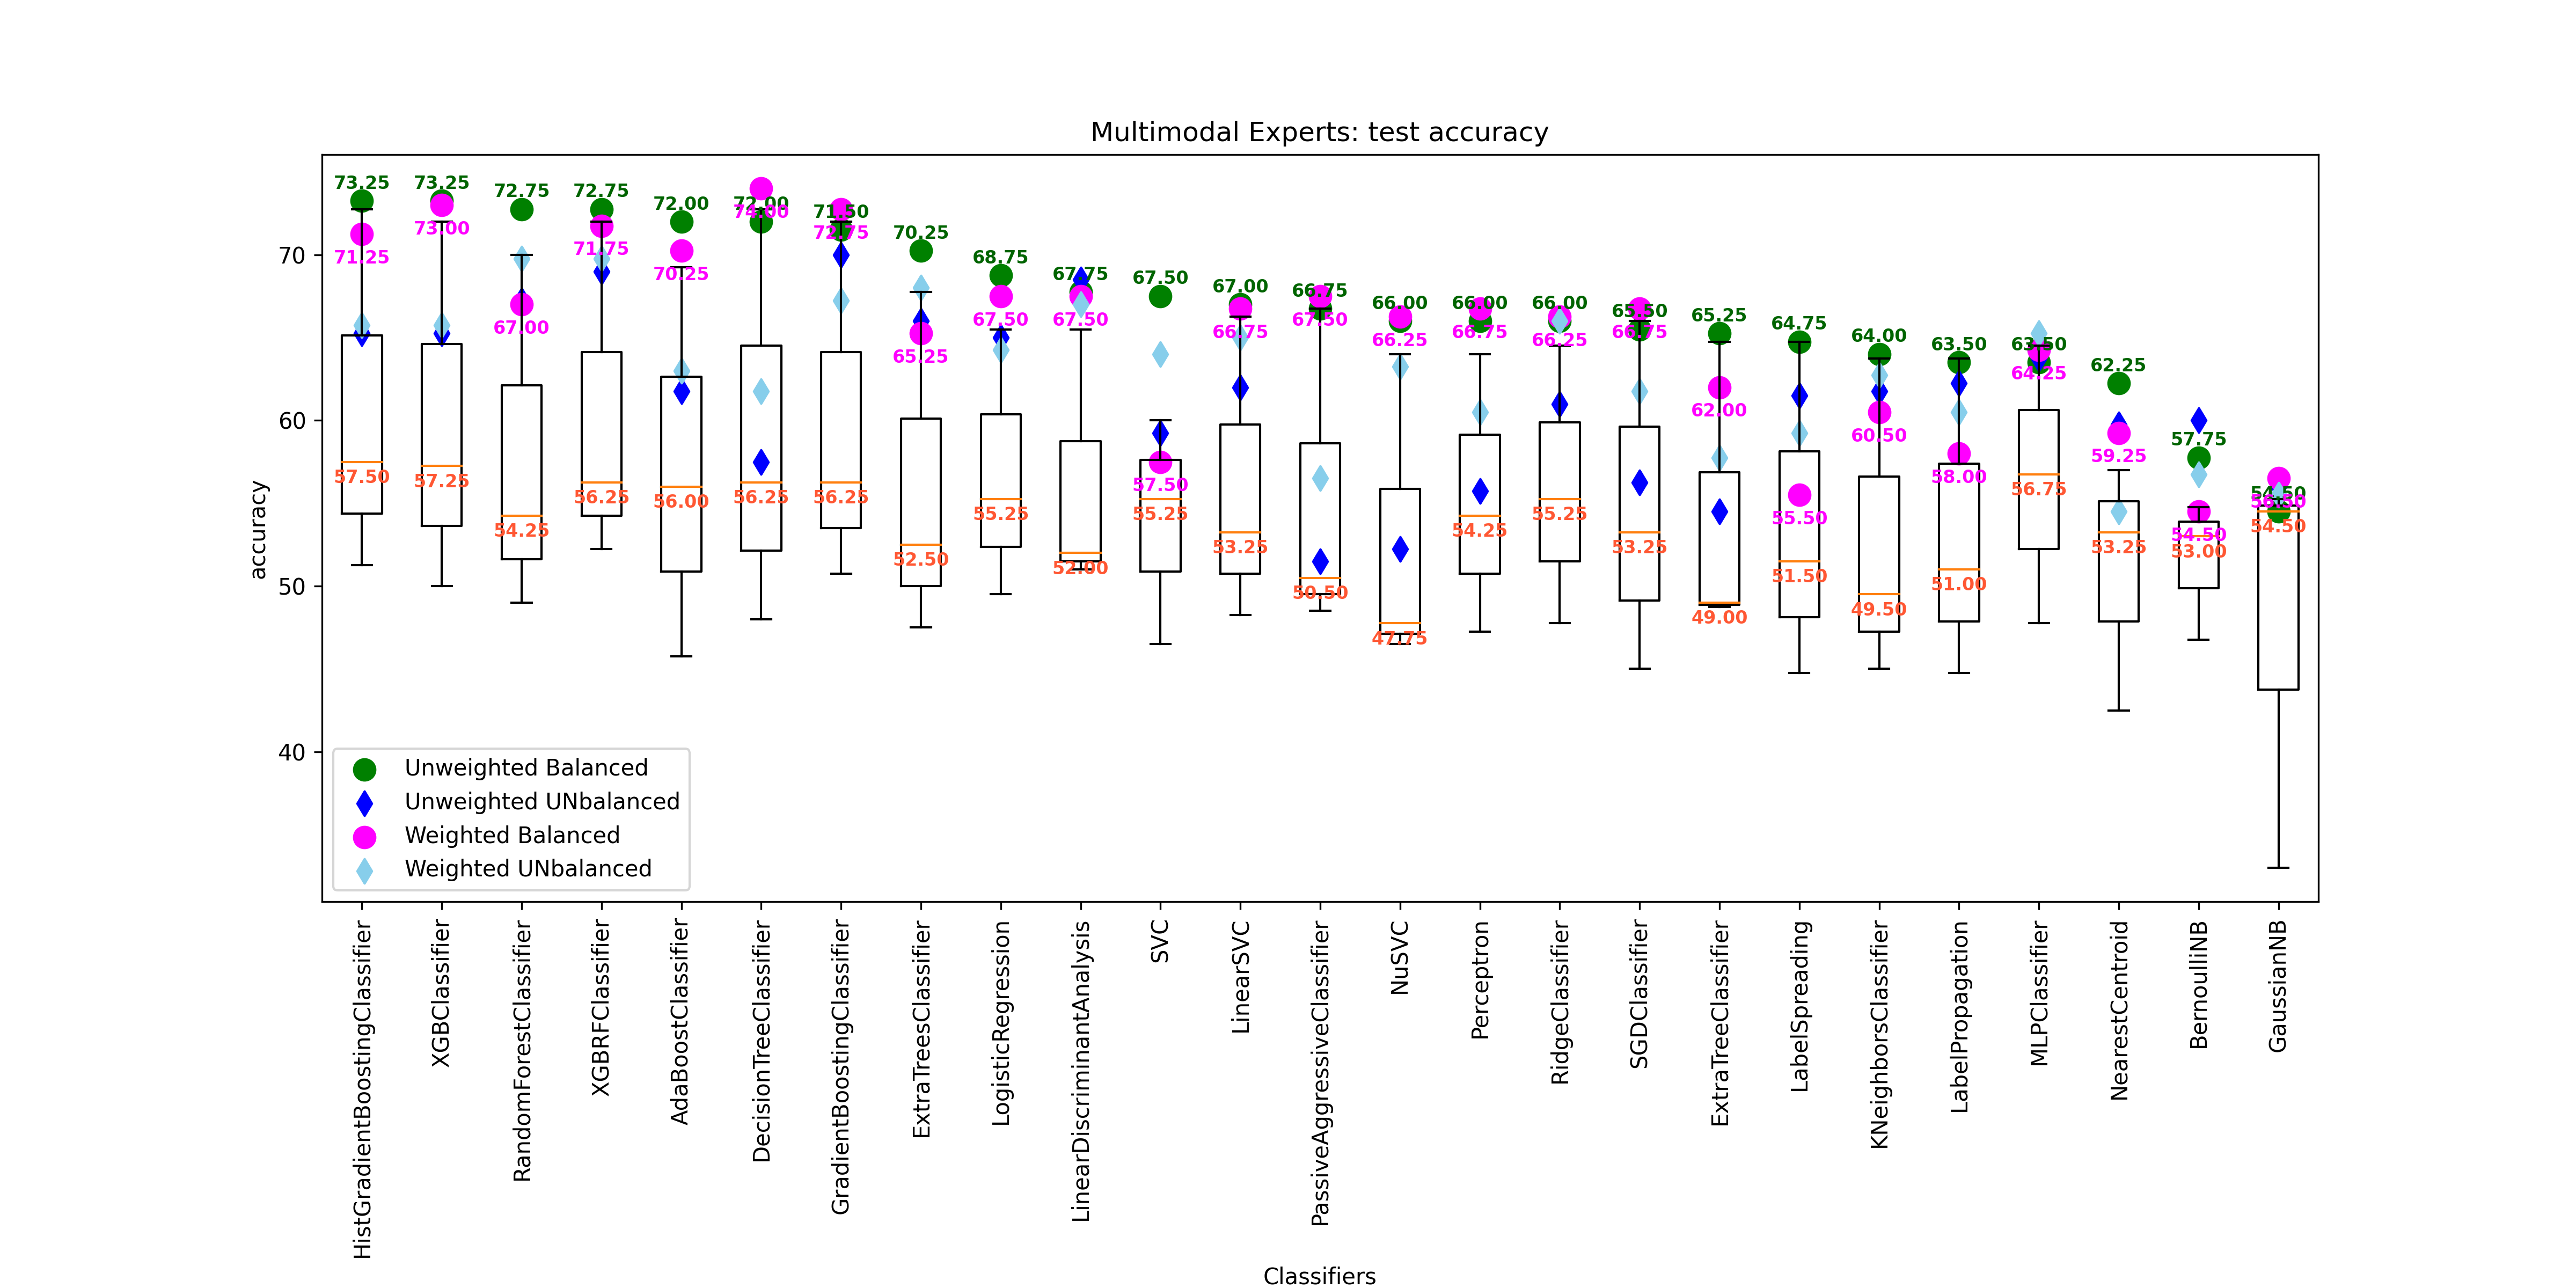 Multimodal Experts: test accuracy
accuracy
70
60
50
40
73.25 73.25 72.75 72.75 72.00 72.00 71.50 70.25 68.75 67.75 67.50 67.00 66.75 66.00 66.00 66.00 65.50 65.25 64.75 64.00 63.50 63.50 62.25 57.75 54.50
71.25 73.00 67.00 71.75 70.25 74.00 72.75 65.25 67.50 67.50 57.50 66.75 67.50 66.25 66.75 66.25 66.75 62.00 55.50 60.50 58.00 64.25 59.25 54.50 56.50
57.50 57.25 54.25 56.25 56.00 56.25 56.25 52.50 55.25 52.00 55.25 53.25 50.50 47.75 54.25 55.25 53.25 49.00 51.50 49.50 51.00 56.75 53.25 53.00 54.50
Unweighted Balanced
Unweighted UNbalanced
Weighted Balanced
Weighted UNbalanced
HistGradientBoostingClassifier
XGBClassifier
RandomForestClassifier
XGBRFClassifier
AdaBoostClassifier
DecisionTreeClassifier
GradientBoostingClassifier
ExtraTreesClassifier
LogisticRegression
LinearDiscriminantAnalysis
SVC
LinearSVC
PassiveAggressiveClassifier
NuSVC
Perceptron
RidgeClassifier
SGDClassifier
ExtraTreeClassifier
LabelSpreading
KNeighborsClassifier
LabelPropagation
MLPClassifier
NearestCentroid
BernoulliNB
GaussianNB
Classifiers